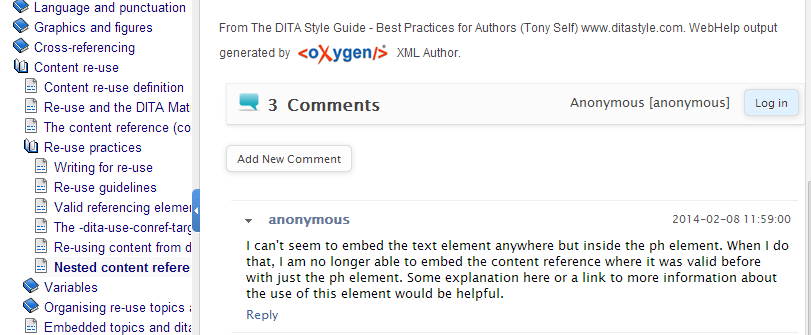 Language and punctuation
Graphics and figures
Cross-referencing
Content re-use
Content re-use definition
Re-use and the DITA Mat
The content reference (co
Re-use practices
Writing for re-use
Re-use guidelines
Valid referencing elemen
The -dita-use-conref-targ
Re-using content from d
Nested content refere
Variables
Organising re-use topics a
Embedded topics and dita
From The DITA Style Guide - Best Practices for Authors (Tony Self) www.ditastyle.com. WebHelp output
generated by <oXygen/> XML Author.
3 Comments
Anonymous [anonymous]
Log in
Add New Comment
anonymous
2014-02-08 11:59:00
I can't seem to embed the text element anywhere but inside the ph element. When I do
that, I am no longer able to embed the content reference where it was valid before
with just the ph element. Some explanation here or a link to more information about
the use of this element would be helpful.
Reply